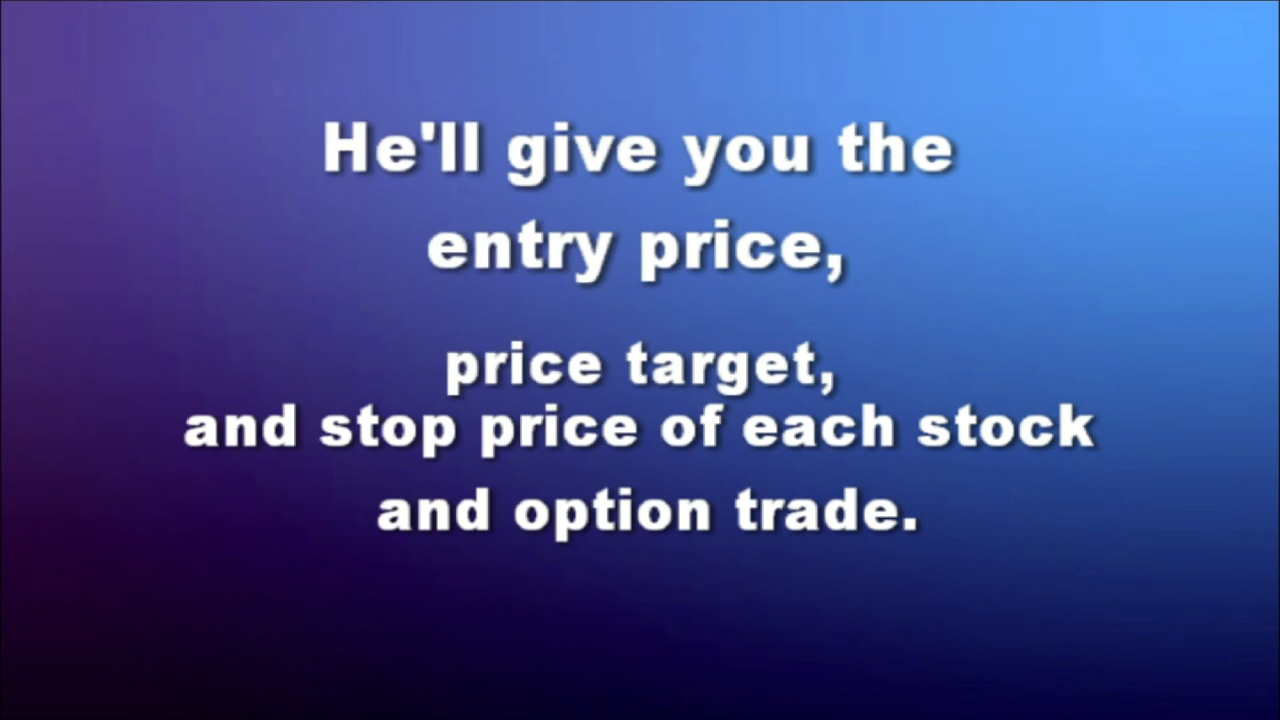 He'll give you the
entry price,
price target,
and stop price of each stock
and option trade.